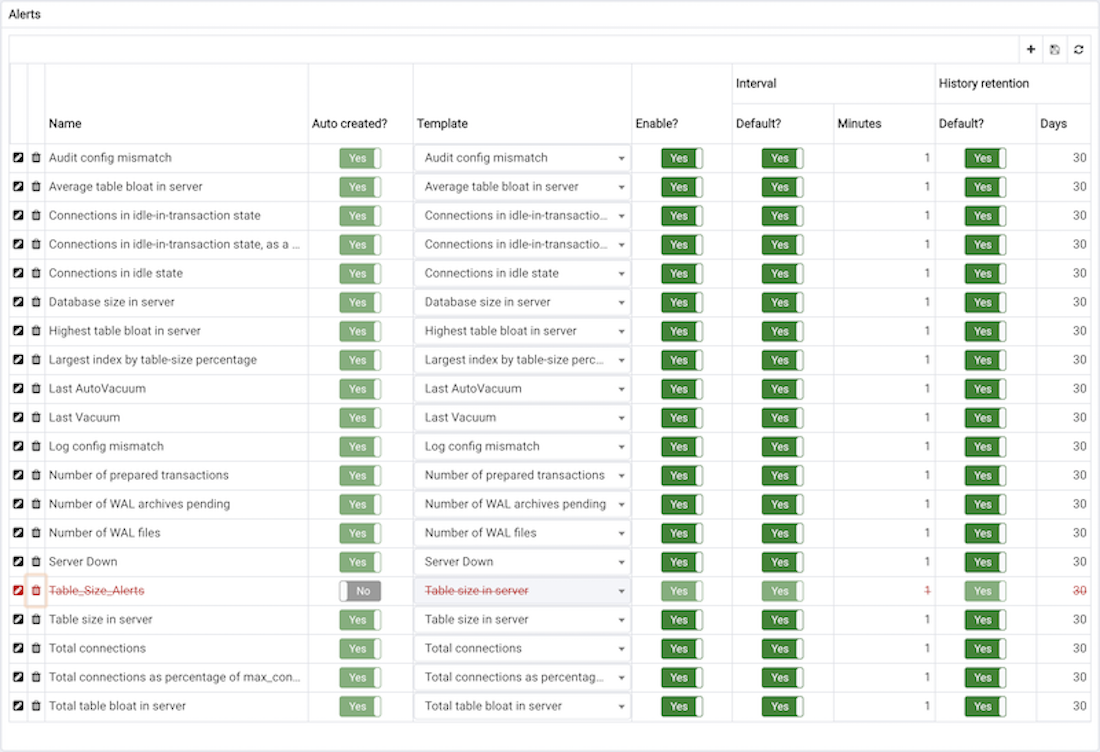 Alerts
Interval History retention
Name Auto created? Template Enable? Default? Minutes Default? Days
Audit config mismatch Yes Audit config mismatch Yes Yes 1 Yes 30
Average table bloat in server Yes Average table bloat in server Yes Yes 1 Yes 30
Connections in idle-in-transaction state Yes Connections in idle-in-transactio... Yes Yes 1 Yes 30
Connections in idle-in-transaction state, as a ... Yes Connections in idle-in-transactio... Yes Yes 1 Yes 30
Connections in idle state Yes Connections in idle state Yes Yes 1 Yes 30
Database size in server Yes Database size in server Yes Yes 1 Yes 30
Highest table bloat in server Yes Highest table bloat in server Yes Yes 1 Yes 30
Largest index by table-size percentage Yes Largest index by table-size perc... Yes Yes 1 Yes 30
Last AutoVacuum Yes Last AutoVacuum Yes Yes 1 Yes 30
Last Vacuum Yes Last Vacuum Yes Yes 1 Yes 30
Log config mismatch Yes Log config mismatch Yes Yes 1 Yes 30
Number of prepared transactions Yes Number of prepared transactions Yes Yes 1 Yes 30
Number of WAL archives pending Yes Number of WAL archives pending Yes Yes 1 Yes 30
Number of WAL files Yes Number of WAL files Yes Yes 1 Yes 30
Server Down Yes Server Down Yes Yes 1 Yes 30
Table_Size_Alerts No Table size in server Yes Yes 1 Yes 30
Table size in server Yes Table size in server Yes Yes 1 Yes 30
Total connections Yes Total connections Yes Yes 1 Yes 30
Total connections as percentage of max_con... Yes Total connections as percentag... Yes Yes 1 Yes 30
Total table bloat in server Yes Total table bloat in server Yes Yes 1 Yes 30